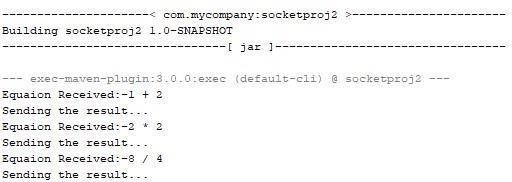 --------------------< com.mycompany:socketproj2 >---------------------
Building socketproj2 1.0-SNAPSHOT
-------------------------------[ jar ]--------------------------------
--- exec-maven-plugin:3.0.0:exec (default-cli) @ socketproj2 ---
Equaion Received:-1 + 2
Sending the result...
Equaion Received:-2 * 2
Sending the result...
Equaion Received:-8 / 4
Sending the result...